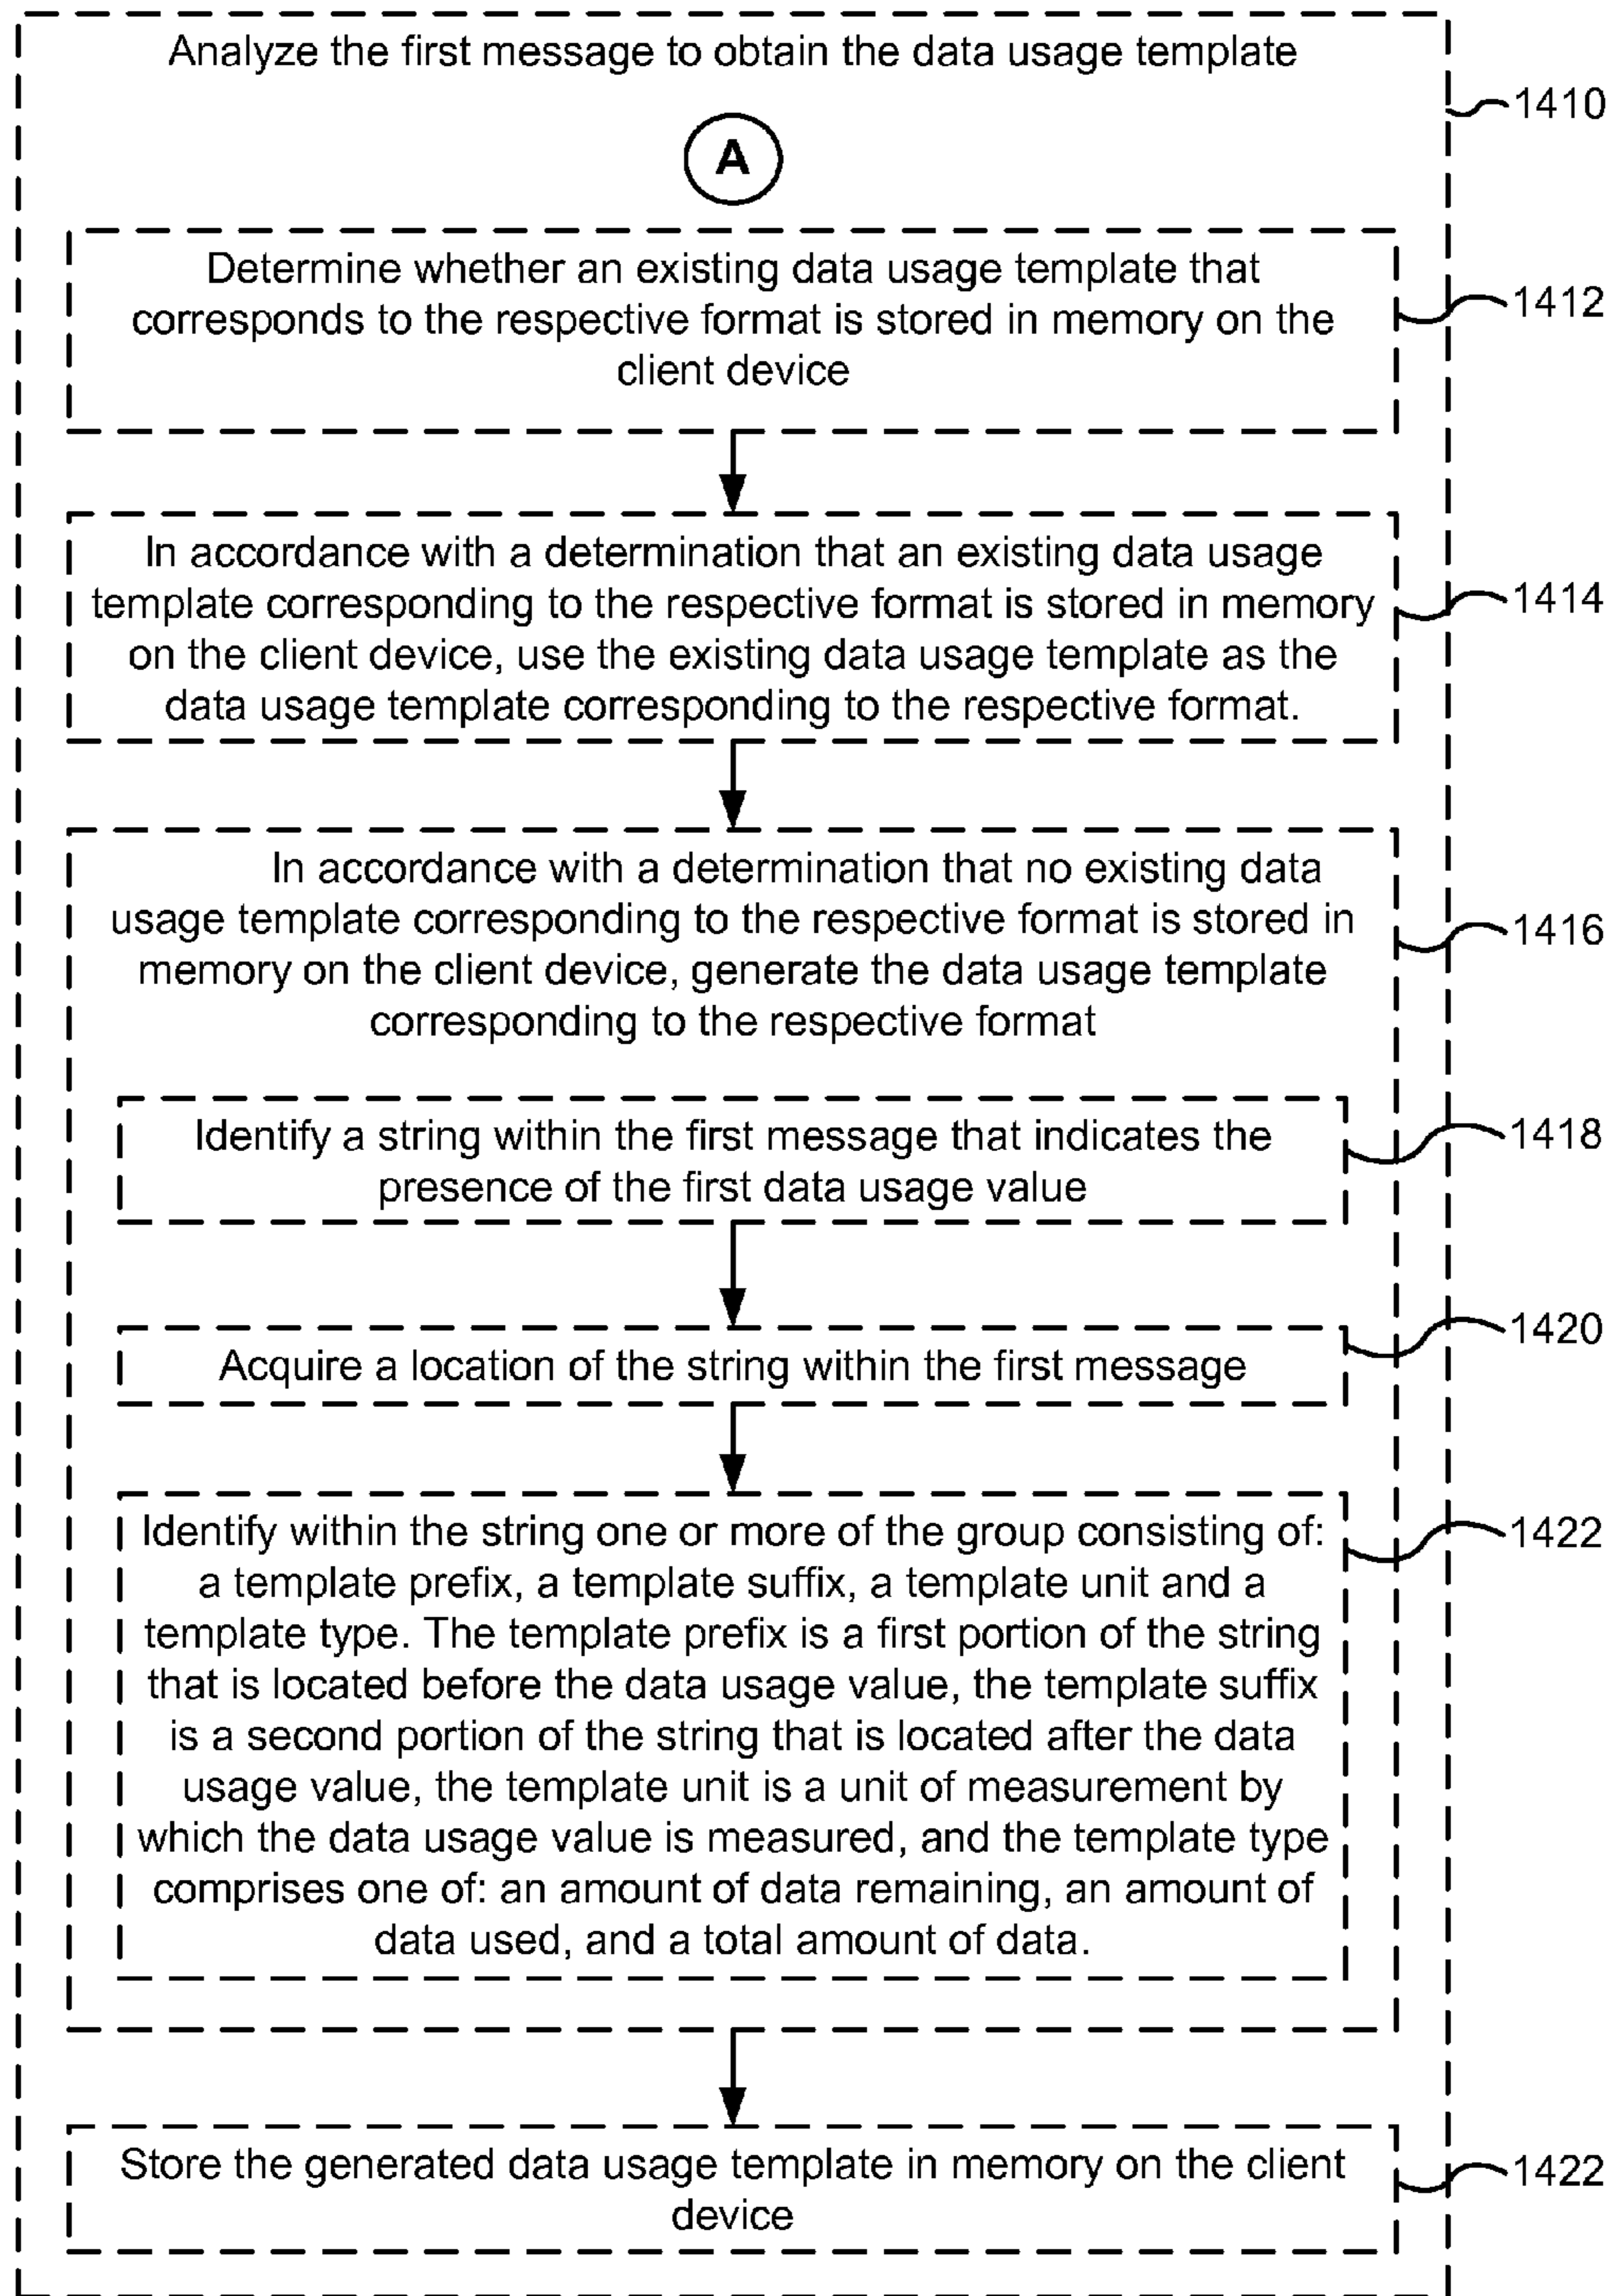 Analyze the first message to obtain the data usage template
1410
A
Determine whether an existing data usage template that
corresponds to the respective format is stored in memory on the
client device
1412
In accordance with a determination that an existing data usage
template corresponding to the respective format is stored in memory
on the client device, use the existing data usage template as the
data usage template corresponding to the respective format.
1414
In accordance with a determination that no existing data
usage template corresponding to the respective format is stored in
memory on the client device, generate the data usage template
corresponding to the respective format
1416
Identify a string within the first message that indicates the
presence of the first data usage value
1418
Acquire a location of the string within the first message
1420
Identify within the string one or more of the group consisting of:
a template prefix, a template suffix, a template unit and a
template type. The template prefix is a first portion of the string
that is located before the data usage value, the template suffix
is a second portion of the string that is located after the data
usage value, the template unit is a unit of measurement by
which the data usage value is measured, and the template type
comprises one of: an amount of data remaining, an amount of
data used, and a total amount of data.
1422
Store the generated data usage template in memory on the client
device
1422